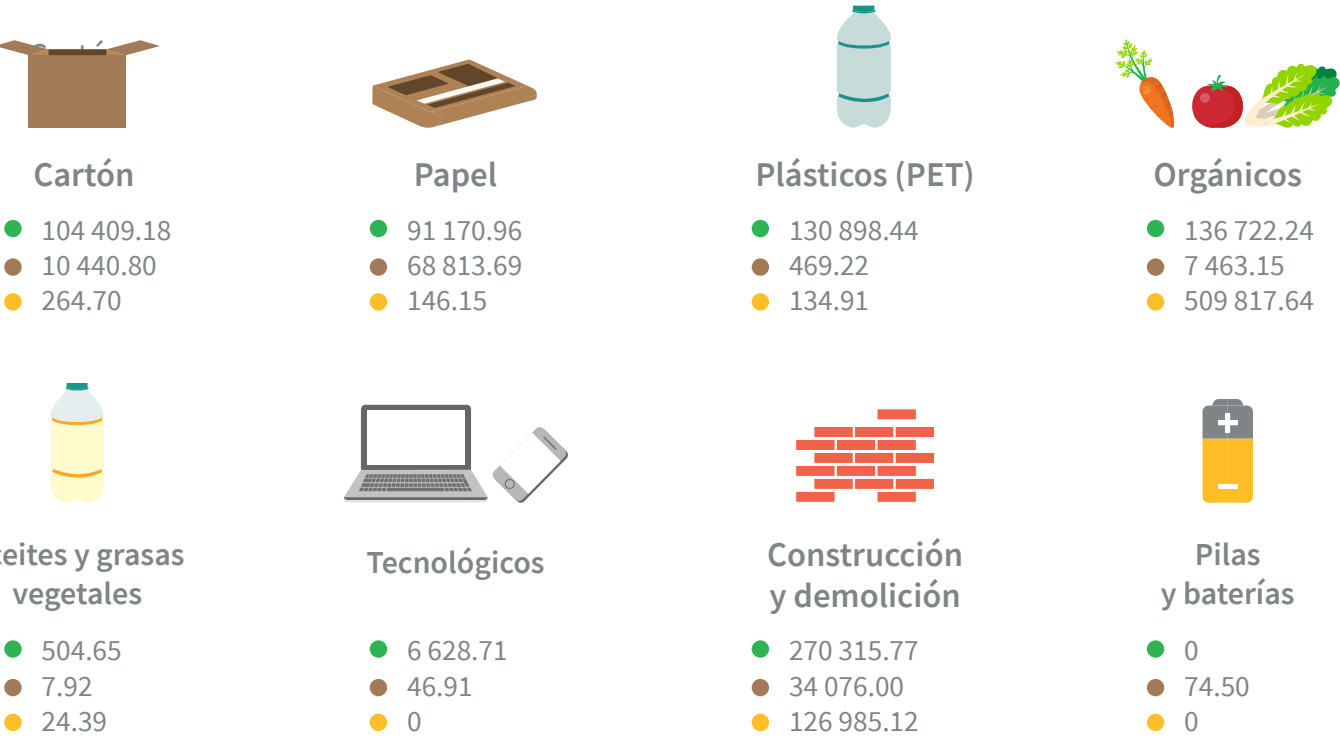 Cartón
104 409.18
10 440.80
264.70
Papel
91 170.96
68 813.69
146.15
Plásticos (PET)
130 898.44
469.22
134.91
Orgánicos
136 722.24
7 463.15
509 817.64
y grasas
vegetales
504.65
7.92
24.39
Tecnológicos
6 628.71
46.91
0
Construcción
y demolición
270 315.77
34 076.00
126 985.12
Pilas
y baterías
0
74.50
0